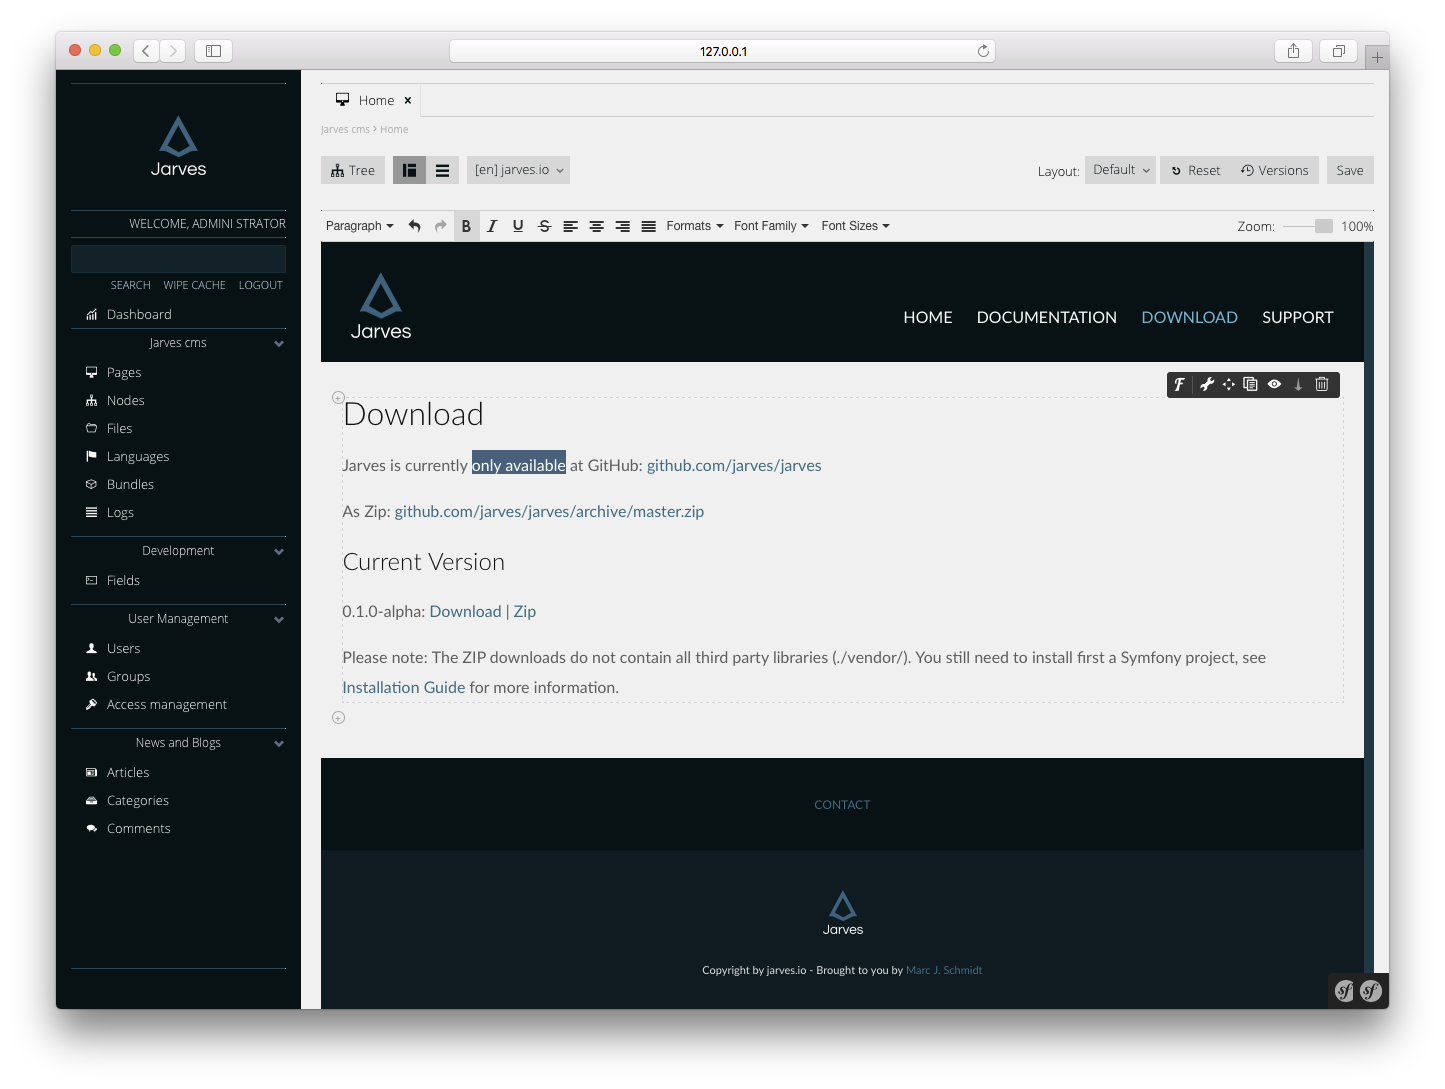 127.0.0.1
Jarves
WELCOME, ADMINI STRATOR
SEARCH WIPE CACHE LOGOUT
Dashboard
Jarves cms
Pages
Nodes
Files
Languages
Bundles
Logs
Development
Fields
User Management
Users
Groups
Access management
News and Blogs
Articles
Categories
Comments
Home x
Jarves cms › Home
Tree [en] jarves.io Layout: Default Reset Versions Save
Paragraph B I U S Formats Font Family Font Sizes Zoom: 100%
Jarves
HOME DOCUMENTATION DOWNLOAD SUPPORT
Download
Jarves is currently only available at GitHub: github.com/jarves/jarves
As Zip: github.com/jarves/jarves/archive/master.zip
Current Version
0.1.0-alpha: Download | Zip
Please note: The ZIP downloads do not contain all third party libraries (./vendor/). You still need to install first a Symfony project, see
Installation Guide for more information.
CONTACT
Jarves
Copyright by jarves.io - Brought to you by Marc J. Schmidt
sf sf